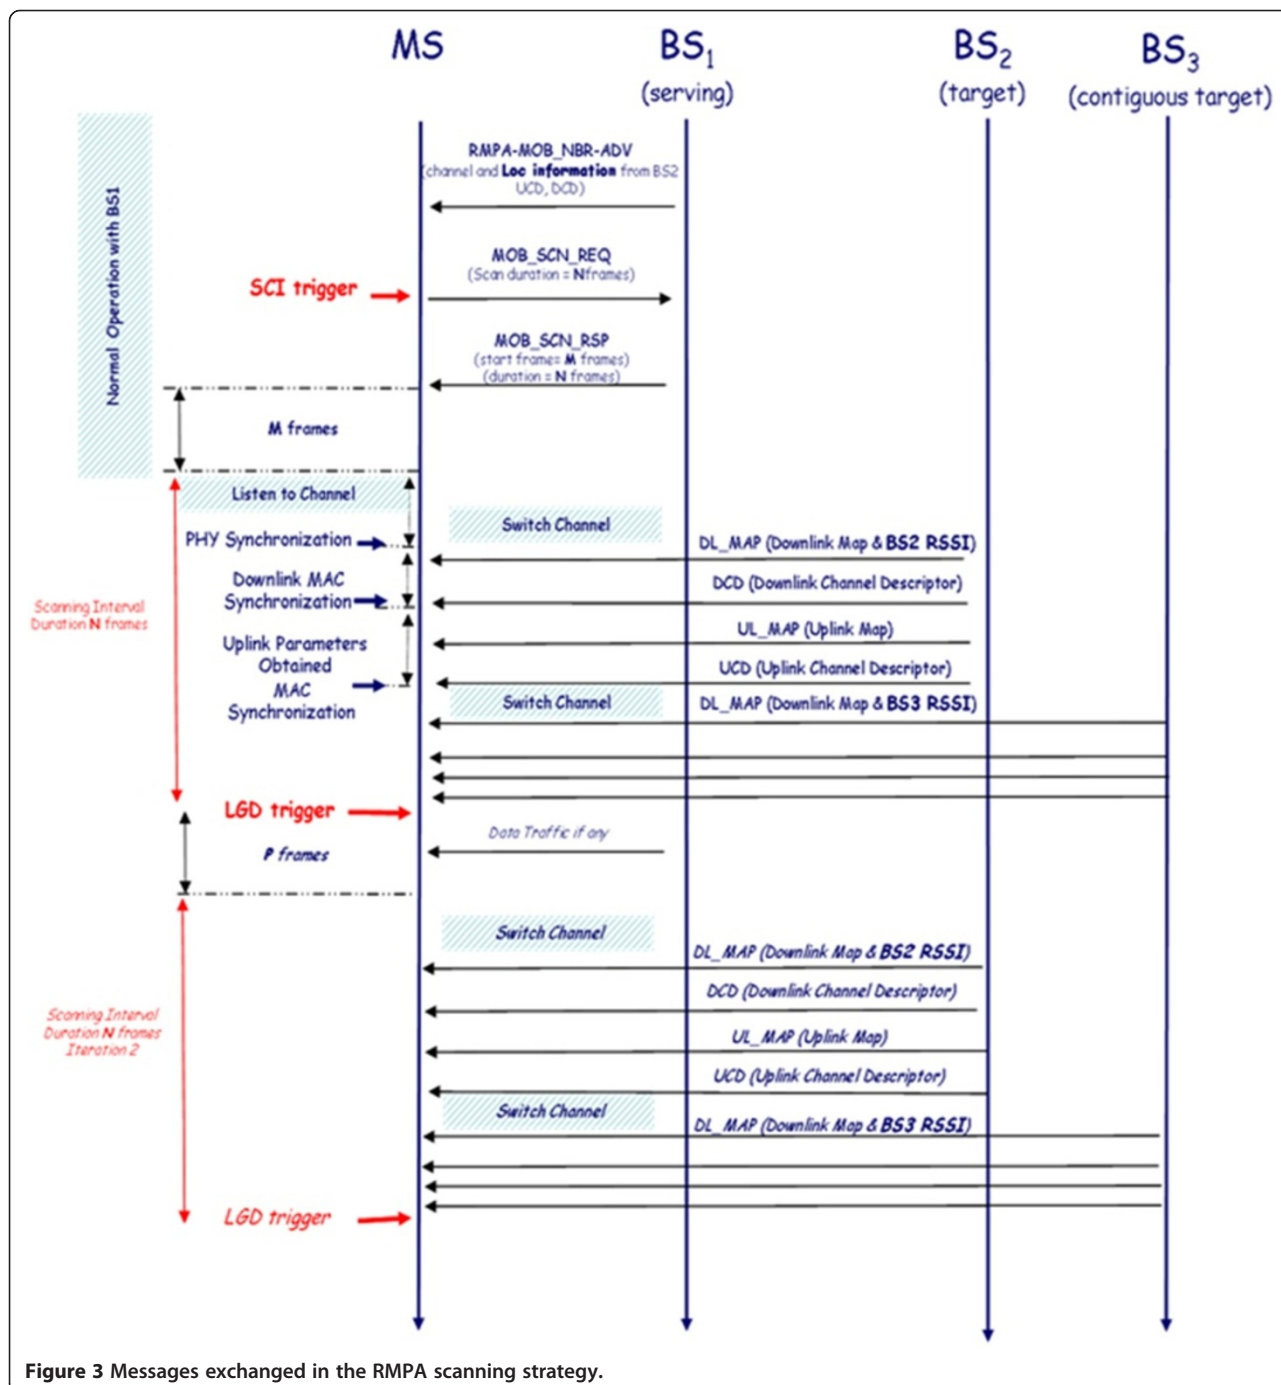 MS
BS1
(serving)
BS2
(target)
BS3
(contiguous target)
Normal Operation with BS1
RMPA-MOB_NBR-ADV
(channel and Loc information from BS2
UCD, DCD)
MOB_SCN_REQ
(Scan duration = N frames)
SCI trigger
MOB_SCN_RSP
(start frame= M frames)
(duration = N frames)
M frames
Listen to Channel
Switch Channel
PHY Synchronization
DL_MAP (Downlink Map & BS2 RSSI)
Downlink MAC
Synchronization
DCD (Downlink Channel Descriptor)
Scanning Interval
Duration N frames
UL_MAP (Uplink Map)
Uplink Parameters
Obtained
MAC
Synchronization
UCD (Uplink Channel Descriptor)
Switch Channel
DL_MAP (Downlink Map & BS3 RSSI)
LGD trigger
Data Traffic if any
P frames
Switch Channel
DL_MAP (Downlink Map & BS2 RSSI)
DCD (Downlink Channel Descriptor)
Scanning Interval
Duration N frames
Iteration 2
UL_MAP (Uplink Map)
UCD (Uplink Channel Descriptor)
Switch Channel
DL_MAP (Downlink Map & BS3 RSSI)
LGD trigger
Figure 3 Messages exchanged in the RMPA scanning strategy.